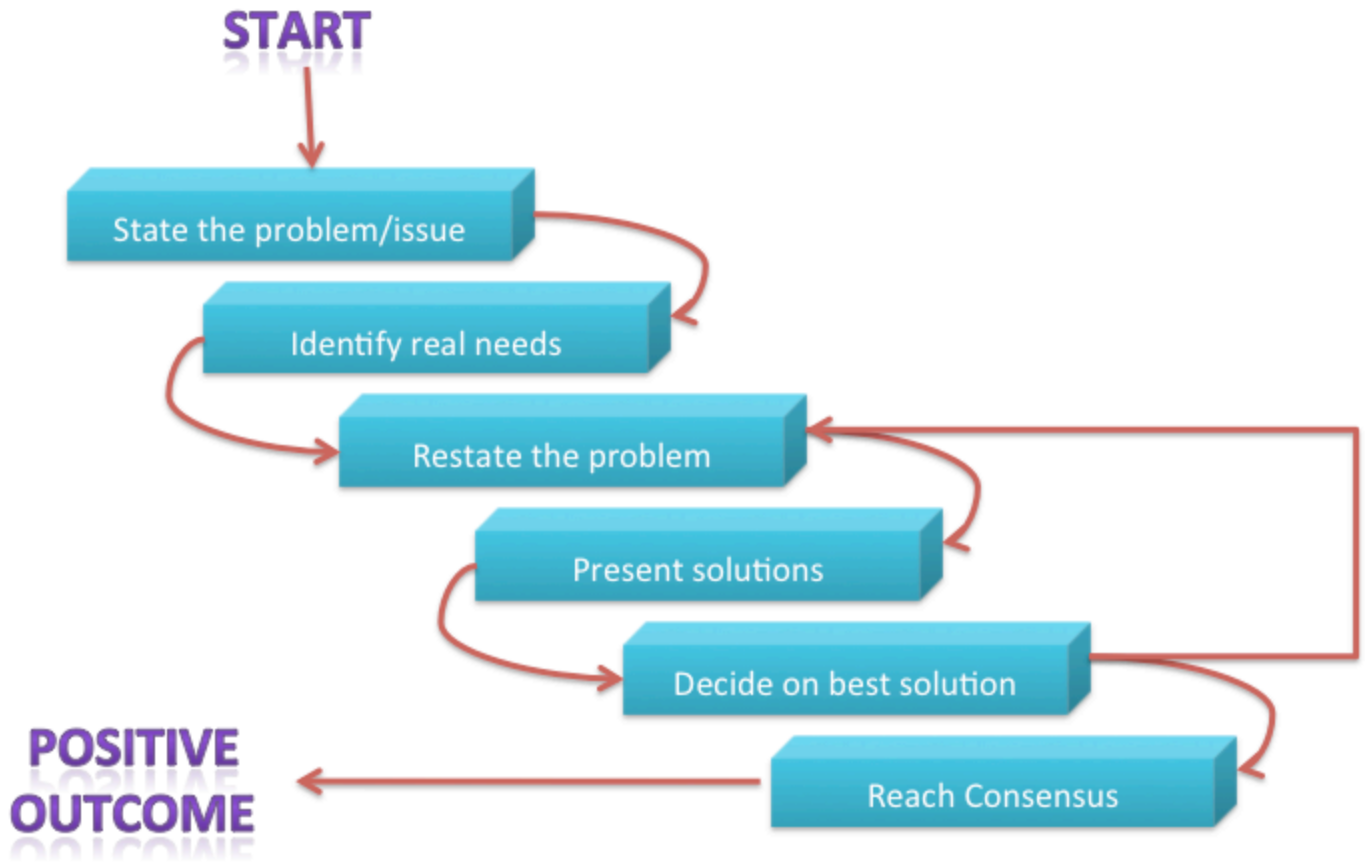 START
State the problem/issue
Identify real needs
Restate the problem
Present solutions
Decide on best solution
POSITIVE
OUTCOME
Reach Consensus